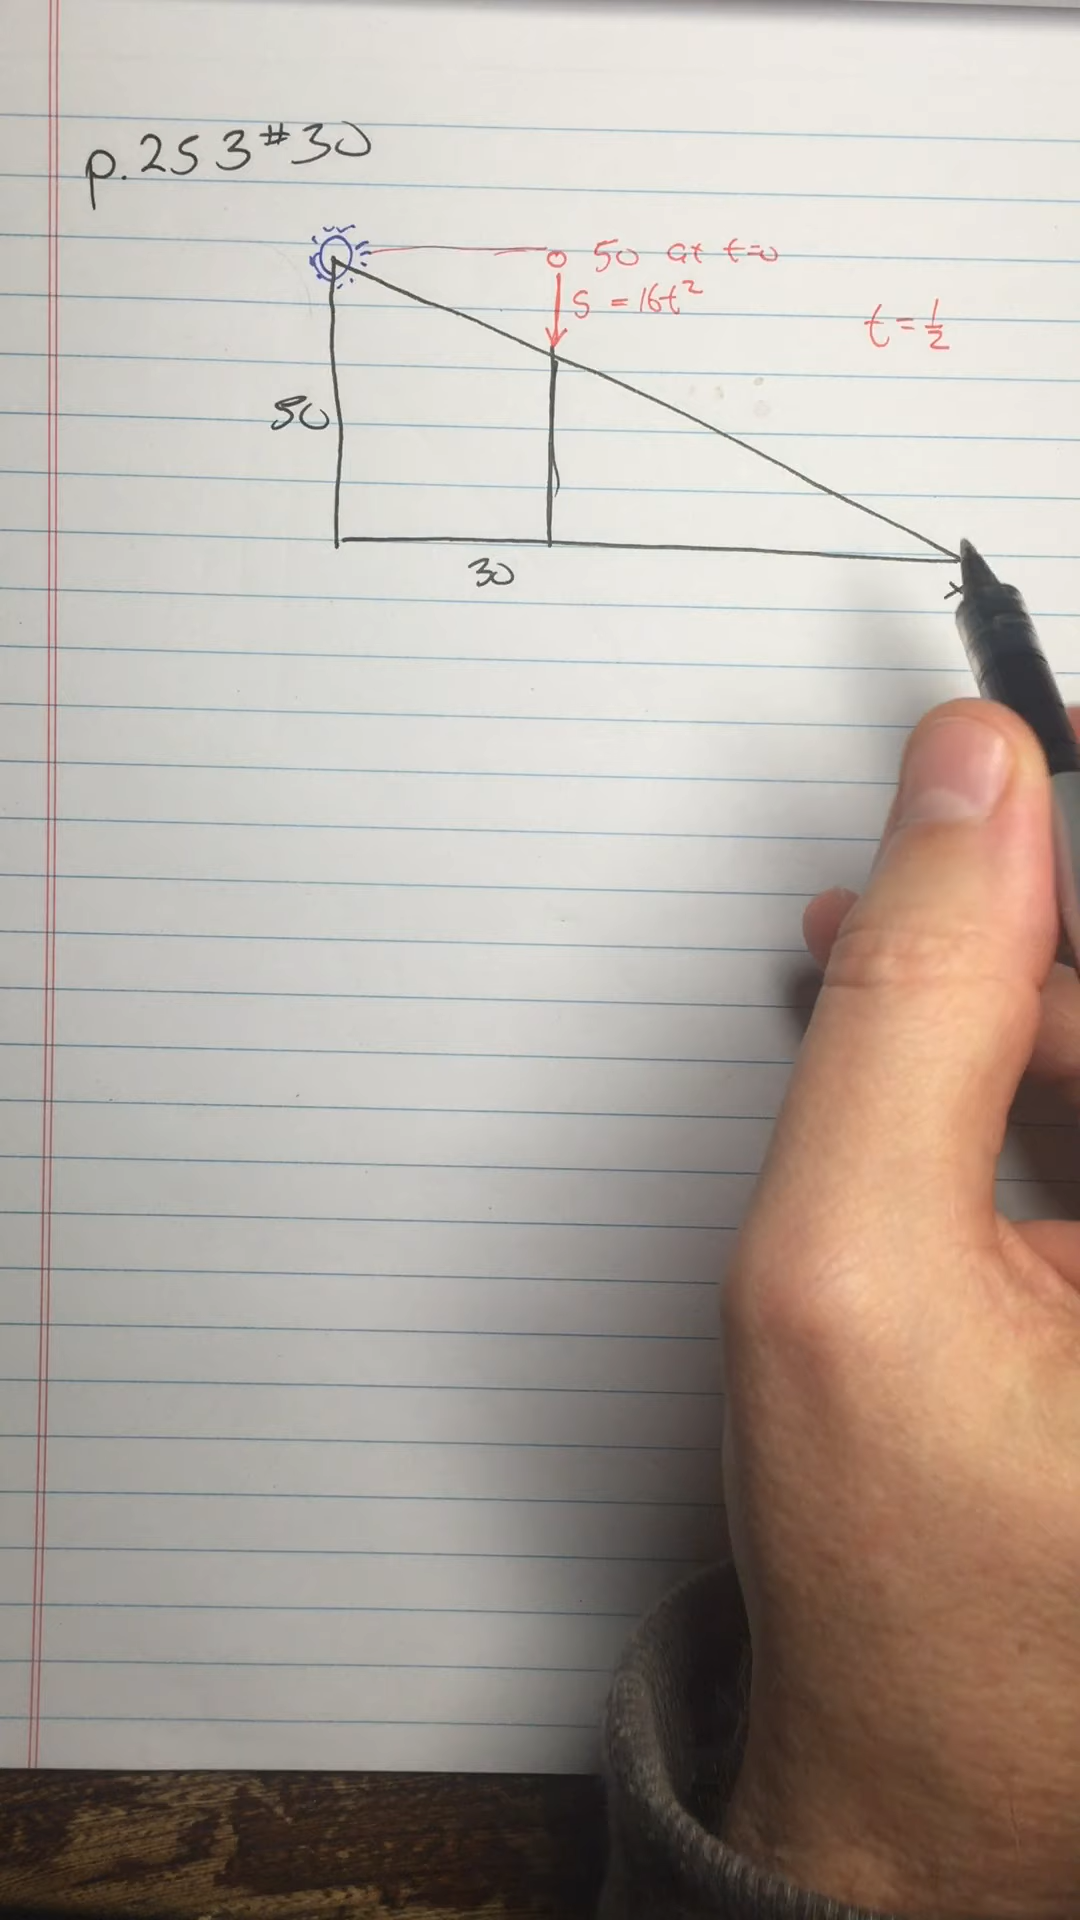 p.253#30
50 at t=0
S = 16t²
t = 1/2
50
30
x